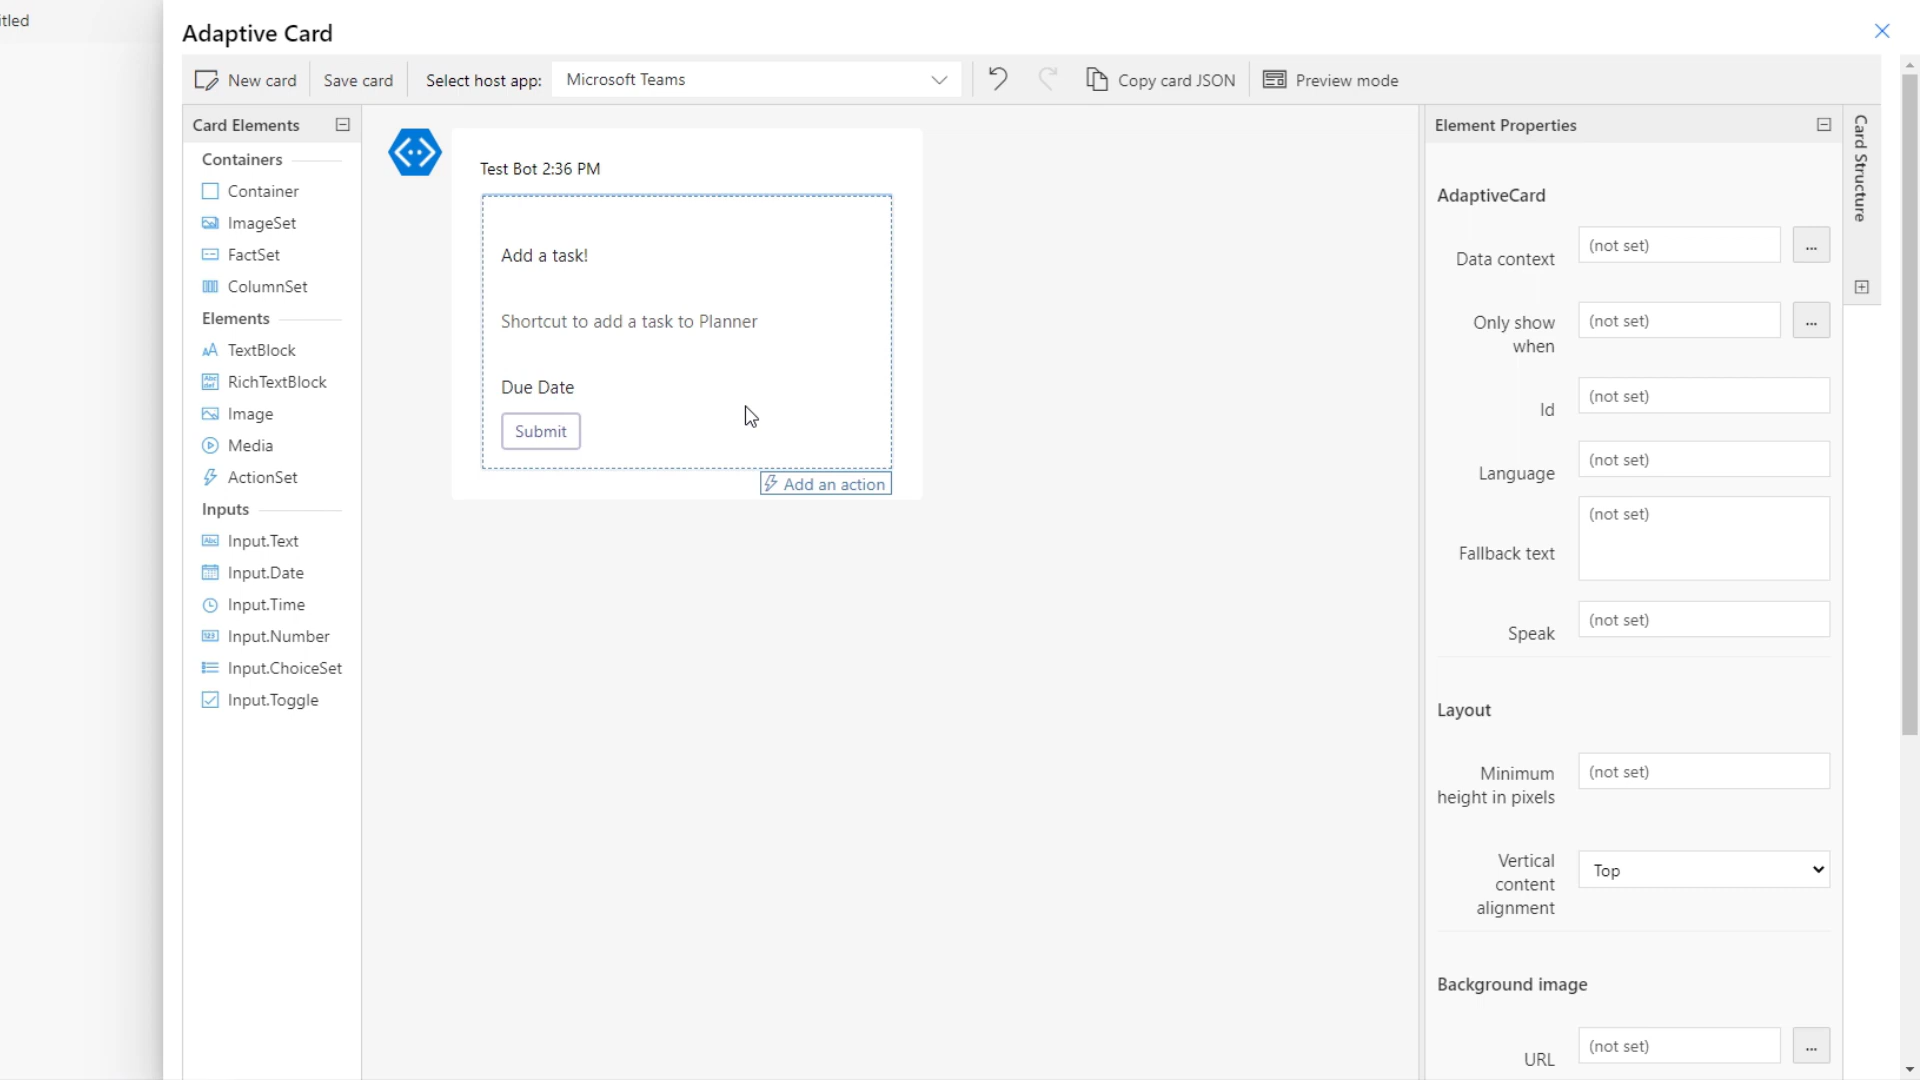 itled
Adaptive Card
New card
Save card
Select host app:
Microsoft Teams
Copy card JSON
Preview mode
Card Elements
Containers
Container
ImageSet
FactSet
ColumnSet
Elements
TextBlock
RichTextBlock
Image
Media
ActionSet
Inputs
Input.Text
Input.Date
Input.Time
Input.Number
Input.ChoiceSet
Input.Toggle
Test Bot 2:36 PM
Add a task!
Shortcut to add a task to Planner
Due Date
Submit
Add an action
Element Properties
AdaptiveCard
Data context
(not set)
...
Only show
when
(not set)
...
Id
(not set)
Language
(not set)
Fallback text
(not set)
Speak
(not set)
Layout
Minimum
height in pixels
(not set)
Vertical
content
alignment
Top
Background image
URL
(not set)
...
Card Structure